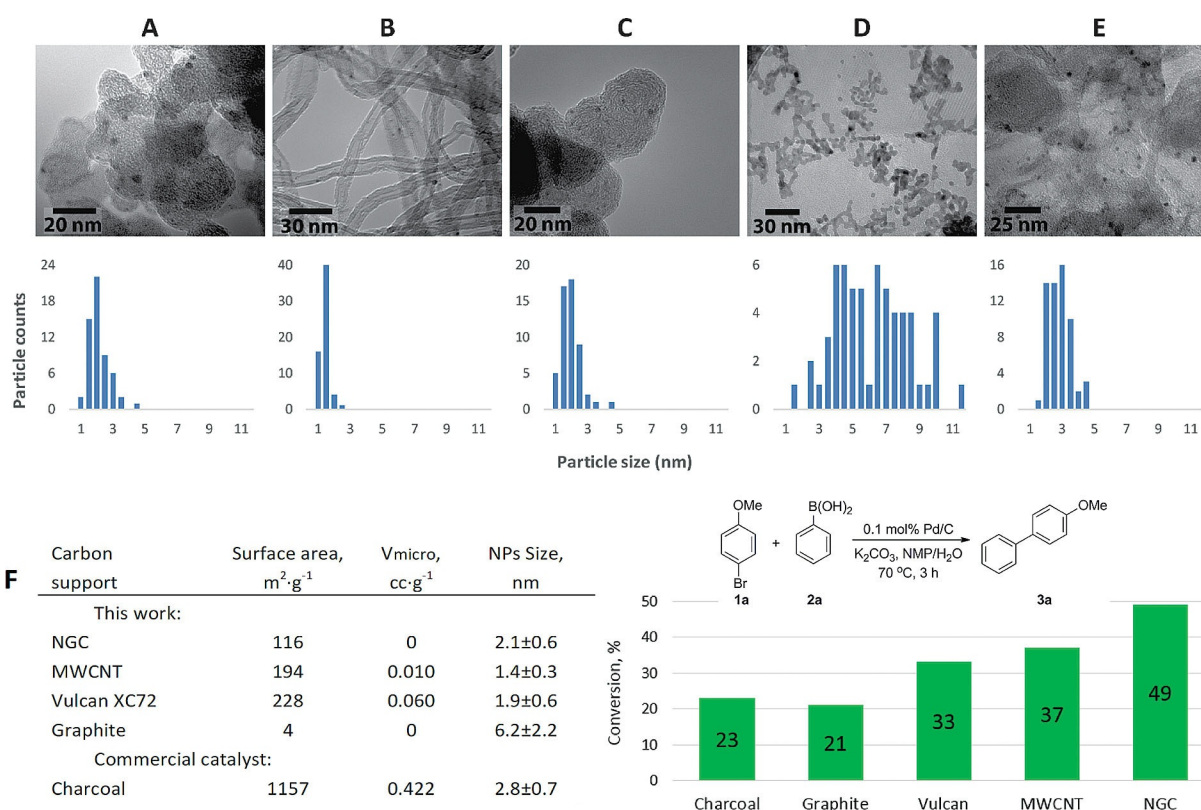 A B C D E
20 nm 30 nm 20 nm 30 nm 25 nm
Particle counts
24
18
12
6
0
1 3 5 7 9 11
40
30
20
10
0
1 3 5 7 9 11
20
15
10
5
0
1 3 5 7 9 11
6
4
2
0
1 3 5 7 9 11
16
12
8
4
0
1 3 5 7 9 11
Particle size (nm)
F
Carbon support Surface area, m²·g⁻¹ Vmicro, cc·g⁻¹ NPs Size, nm
This work:
NGC 116 0 2.1±0.6
MWCNT 194 0.010 1.4±0.3
Vulcan XC72 228 0.060 1.9±0.6
Graphite 4 0 6.2±2.2
Commercial catalyst:
Charcoal 1157 0.422 2.8±0.7
OMe
Br
1a
+
B(OH)₂
2a
0.1 mol% Pd/C
K₂CO₃, NMP/H₂O
70 ºC, 3 h
OMe
3a
Conversion, %
50
40
30
20
10
0%
23 21 33 37 49
Charcoal Graphite Vulcan MWCNT NGC